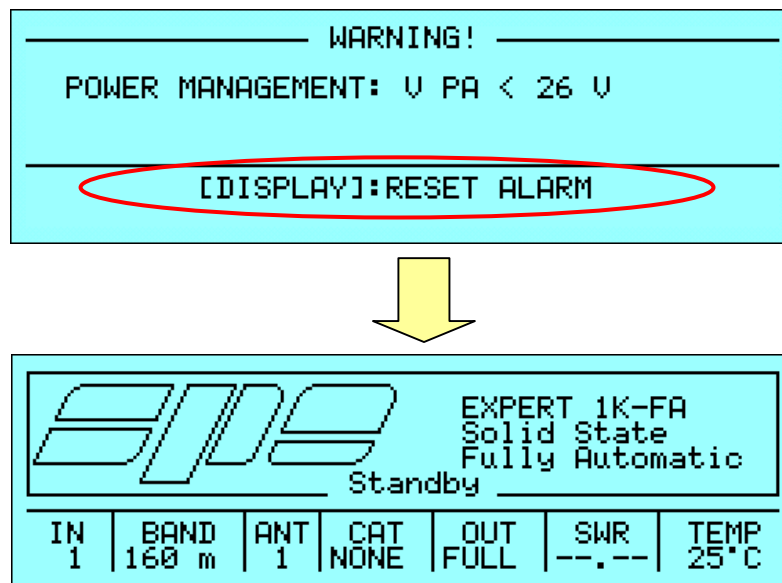 WARNING!
POWER MANAGEMENT: V PA < 26 V
[DISPLAY]:RESET ALARM
spe
EXPERT 1K-FA
Solid State
Fully Automatic
Standby
IN BAND ANT CAT OUT SWR TEMP
1 160 m 1 NONE FULL --.-- 25°C